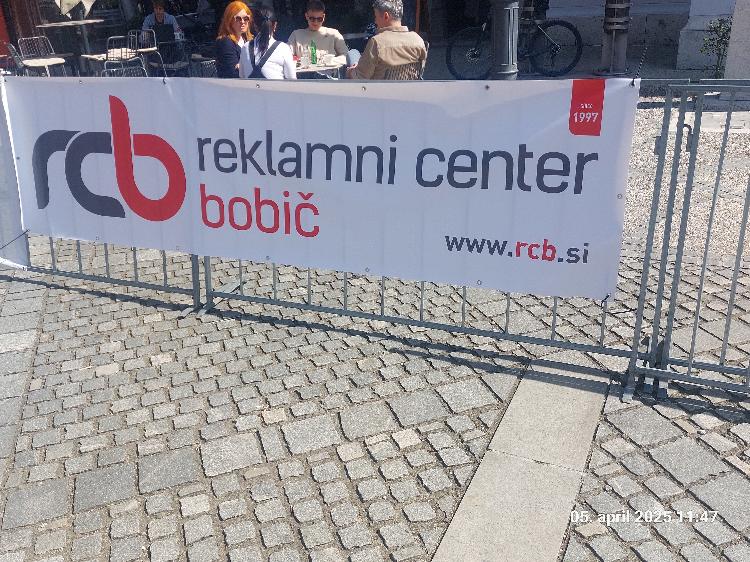 since
1997
rcb
reklamni center
bobič
www.rcb.si
05. april 2025 11:47